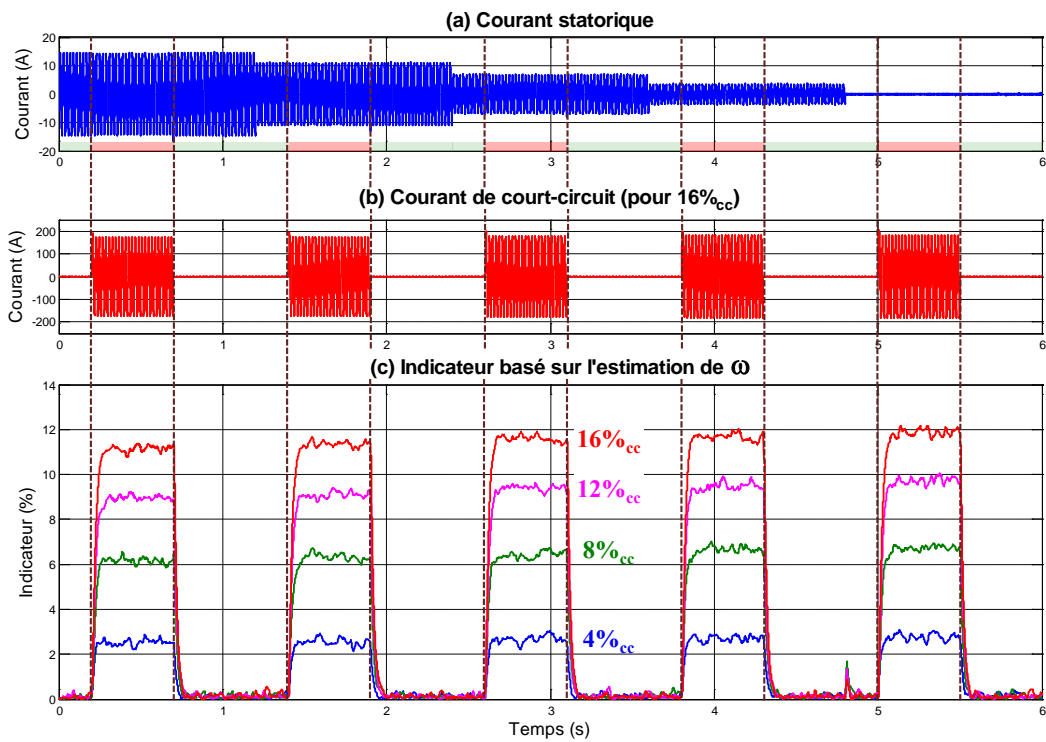 (a) Courant statorique
Courant (A)
20
10
0
-10
-20
0 1 2 3 4 5 6
(b) Courant de court-circuit (pour 16%cc)
Courant (A)
200
100
0
-100
-200
0 1 2 3 4 5 6
(c) Indicateur basé sur l'estimation de ω
Indicateur (%)
14
12
10
8
6
4
2
0
16%cc
12%cc
8%cc
4%cc
0 1 2 3 4 5 6
Temps (s)